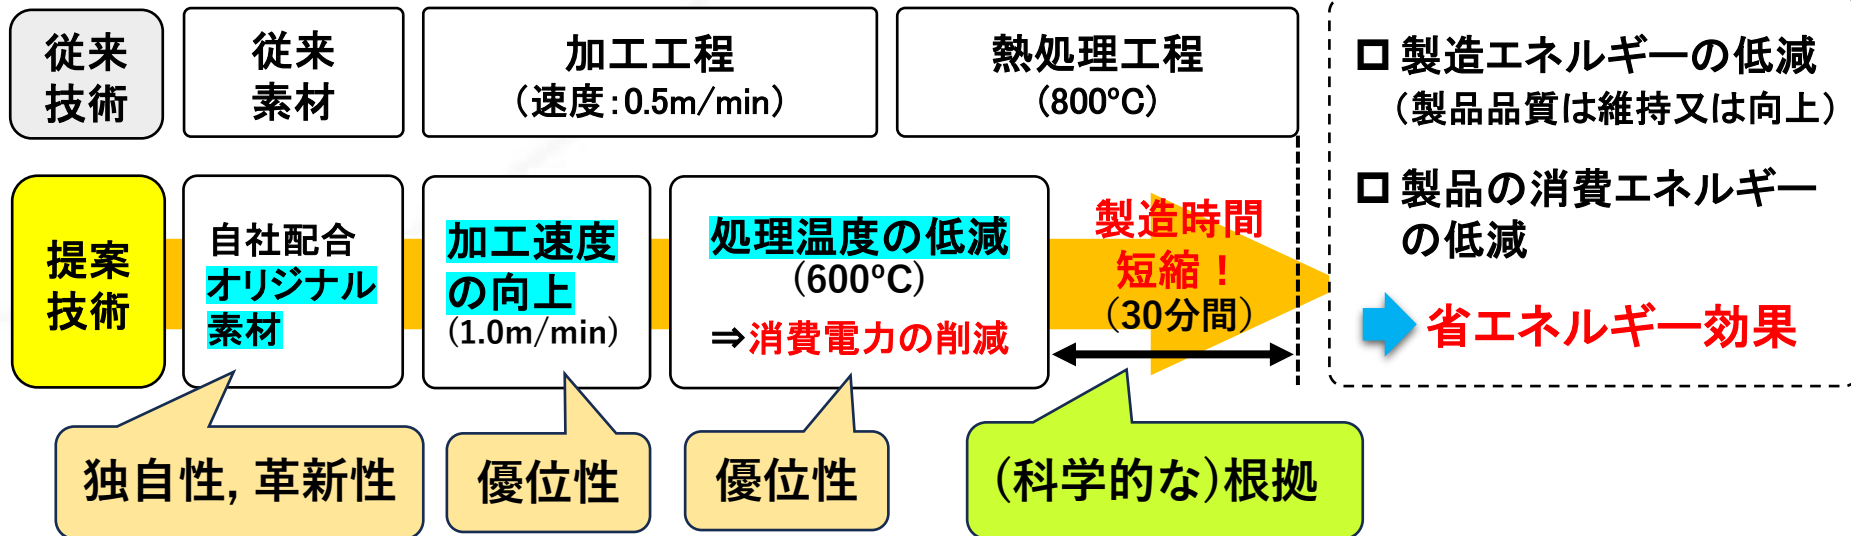 従来
技術
従来
素材
加工工程
(速度:0.5m/min)
熱処理工程
(800℃)
提案
技術
自社配合
オリジナル
素材
加工速度
の向上
(1.0m/min)
処理温度の低減
(600℃)
⇒消費電力の削減
製造時間
短縮！
(30分間)
独自性, 革新性
優位性
優位性
(科学的な)根拠
製造エネルギーの低減
(製品品質は維持又は向上)
製品の消費エネルギー
の低減
省エネルギー効果